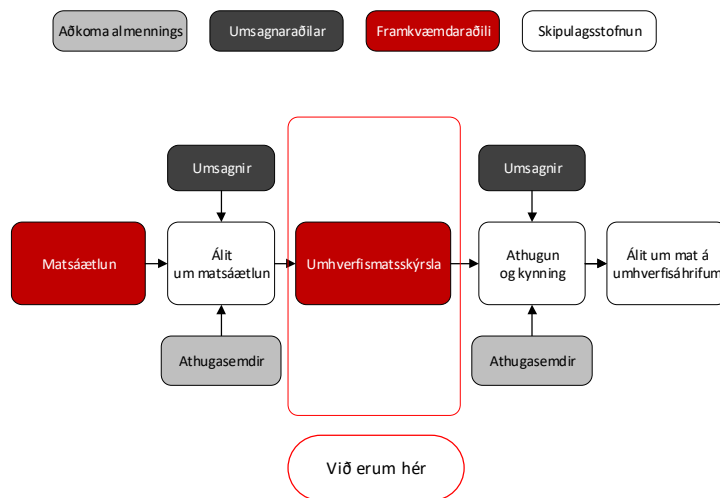 Aðkoma almennings
Umsagnaraðilar
Framkvæmdaraðili
Skipulagsstofnun
Umsagnir
Umsagnir
Matsáætlun
Álit
um matsáætlun
Umhverfismatsskýrsla
Athugun
og kynning
Álit um mat á
umhverfisáhrifum
Athugasemdir
Athugasemdir
Við erum hér